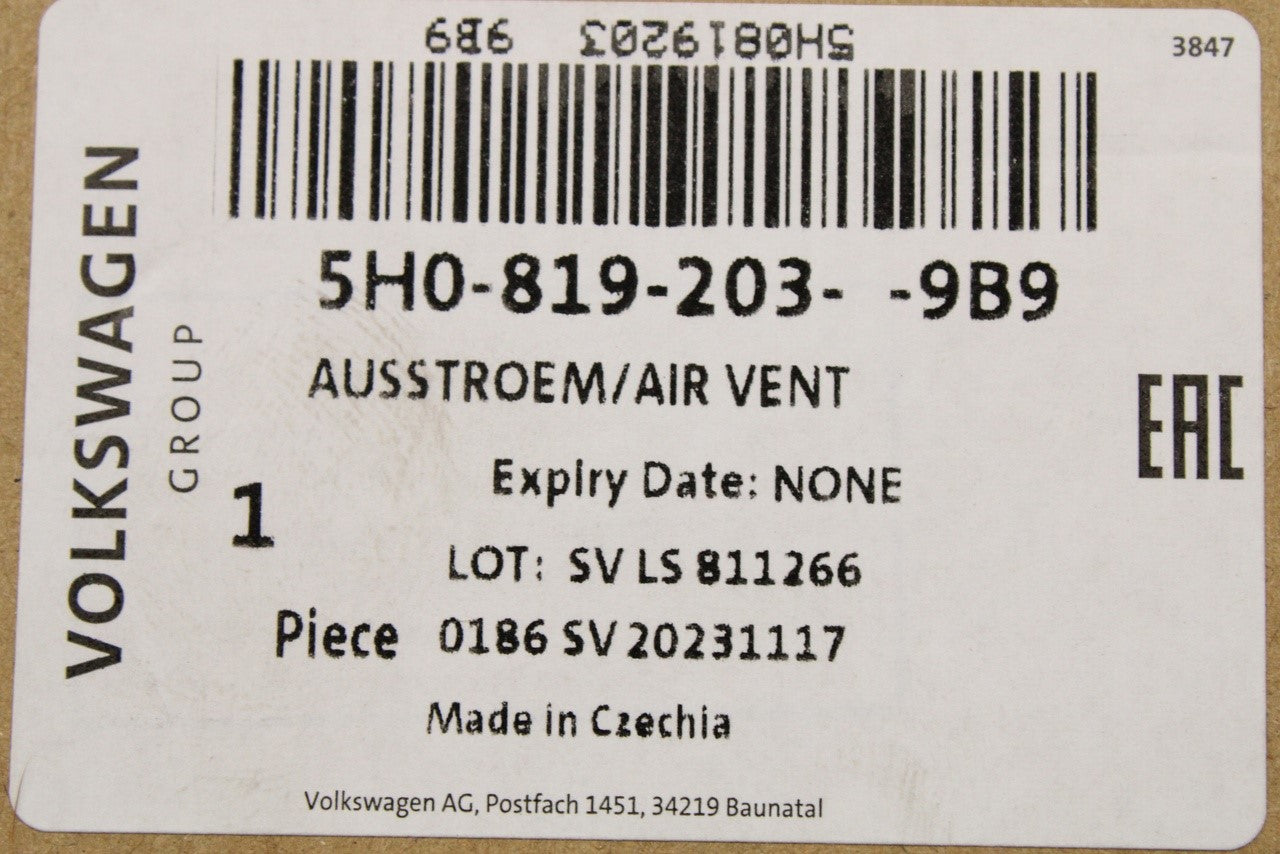 5H0819203   9B9
3847
VOLKSWAGEN
GROUP
5H0-819-203-  -9B9
AUSSTROEM/AIR VENT
EAC
Expiry Date: NONE
1
LOT: SV LS 811266
Piece 0186 SV 20231117
Made in Czechia
Volkswagen AG, Postfach 1451, 34219 Baunatal